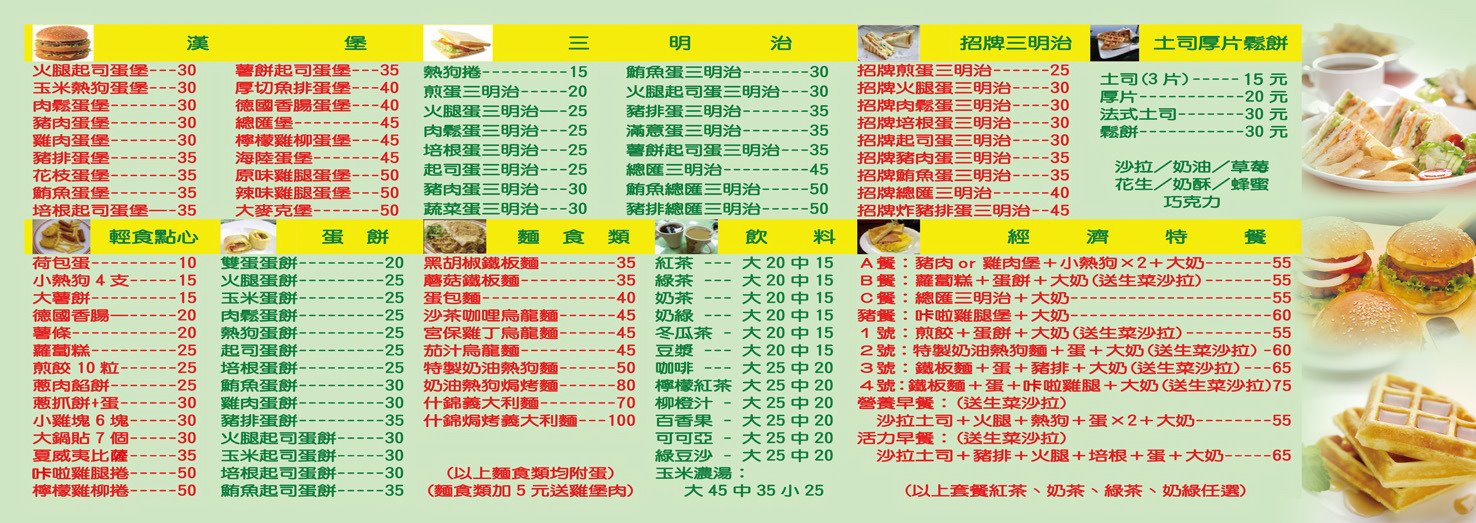 漢堡
火腿起司蛋堡---30
玉米熱狗蛋堡---30
肉鬆蛋堡-------30
豬肉蛋堡-------30
雞肉蛋堡-------30
豬排蛋堡-------35
花枝蛋堡-------35
鮪魚蛋堡-------35
培根起司蛋堡—-35
薯餅起司蛋堡---35
厚切魚排蛋堡---40
德國香腸蛋堡---40
總匯堡---------45
檸檬雞柳蛋堡---45
海陸蛋堡-------45
原味雞腿蛋堡---50
辣味雞腿蛋堡---50
大麥克堡-------50
三明治
熱狗捲----------15
煎蛋三明治-----20
火腿蛋三明治—-25
肉鬆蛋三明治---25
培根蛋三明治---25
起司蛋三明治---25
豬肉蛋三明治---30
蔬菜蛋三明治---30
鮪魚蛋三明治-------30
火腿起司蛋三明治---30
豬排蛋三明治-------35
滿意蛋三明治-------35
薯餅起司蛋三明治---35
總匯三明治---------45
鮪魚總匯三明治-----50
豬排總匯三明治-----50
招牌三明治
招牌煎蛋三明治------25
招牌火腿蛋三明治----30
招牌肉鬆蛋三明治----30
招牌培根蛋三明治----30
招牌起司蛋三明治----30
招牌豬肉蛋三明治----35
招牌鮪魚蛋三明治----35
招牌總匯三明治------40
招牌炸豬排蛋三明治--45
土司厚片鬆餅
土司(3片)-----15元
厚片------------20元
法式土司-------30元
鬆餅------------30元
沙拉／奶油／草莓
花生／奶酥／蜂蜜
巧克力
輕食點心
荷包蛋----------10
小熱狗4支-----15
大薯餅----------15
德國香腸—-----20
薯條------------20
蘿蔔糕----------25
煎餃10粒------25
蔥肉餡餅-------25
蔥抓餅+蛋------30
小雞塊6塊-----30
大鍋貼7個-----30
夏威夷比薩-----35
咔啦雞腿捲-----50
檸檬雞柳捲-----50
蛋餅
雙蛋蛋餅---------20
火腿蛋餅---------25
玉米蛋餅---------25
肉鬆蛋餅---------25
熱狗蛋餅---------25
起司蛋餅---------25
培根蛋餅---------25
鮪魚蛋餅---------30
雞肉蛋餅---------30
豬排蛋餅---------35
火腿起司蛋餅----30
玉米起司蛋餅----30
培根起司蛋餅----30
鮪魚起司蛋餅----35
麵食類
黑胡椒鐵板麵-------35
蘑菇鐵板麵---------35
蛋包麵-------------40
沙茶咖哩烏龍麵-----45
宮保雞丁烏龍麵-----45
茄汁烏龍麵---------45
特製奶油熱狗麵-----50
奶油熱狗焗烤麵-----80
什錦義大利麵-------70
什錦焗烤義大利麵---100
(以上麵食類均附蛋)
(麵食類加5元送雞堡肉)
飲料
紅茶---大20中15
綠茶---大20中15
奶茶---大20中15
奶綠---大20中15
冬瓜茶-大20中15
豆漿---大20中15
咖啡---大25中20
檸檬紅茶大25中20
柳橙汁-大25中20
百香果-大25中20
可可亞-大25中20
綠豆沙-大25中20
玉米濃湯：
大45中35小25
經濟特餐
A餐：豬肉or雞肉堡＋小熱狗×2＋大奶--------55
B餐：蘿蔔糕＋蛋餅＋大奶(送生菜沙拉)--------55
C餐：總匯三明治＋大奶--------------------55
豬餐：咔啦雞腿堡＋大奶--------------------60
1號：煎餃＋蛋餅＋大奶(送生菜沙拉)----------55
2號：特製奶油熱狗麵＋蛋＋大奶(送生菜沙拉)-60
3號：鐵板麵＋蛋＋豬排＋大奶(送生菜沙拉)---65
4號：鐵板麵＋蛋＋咔啦雞腿＋大奶(送生菜沙拉)75
營養早餐：(送生菜沙拉)
沙拉土司＋火腿＋熱狗＋蛋×2＋大奶-------55
活力早餐：(送生菜沙拉)
沙拉土司＋豬排＋火腿＋培根＋蛋＋大奶-----65
(以上套餐紅茶、奶茶、綠茶、奶綠任選)